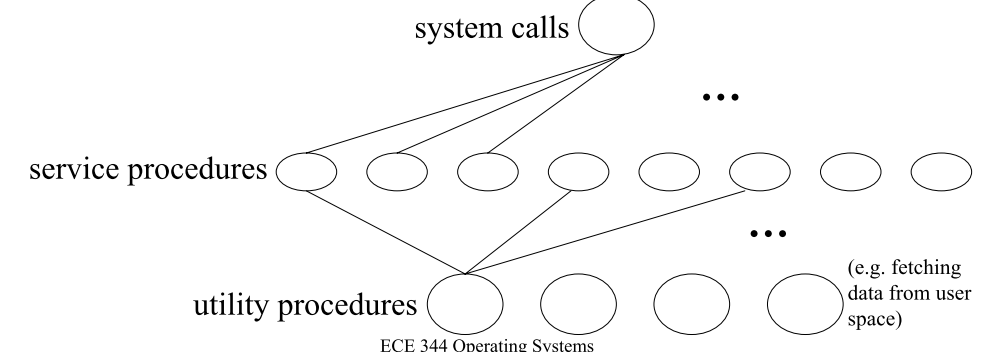 system calls
...
service procedures
...
(e.g. fetching
data from user
space)
utility procedures
ECE 344 Operating Systems